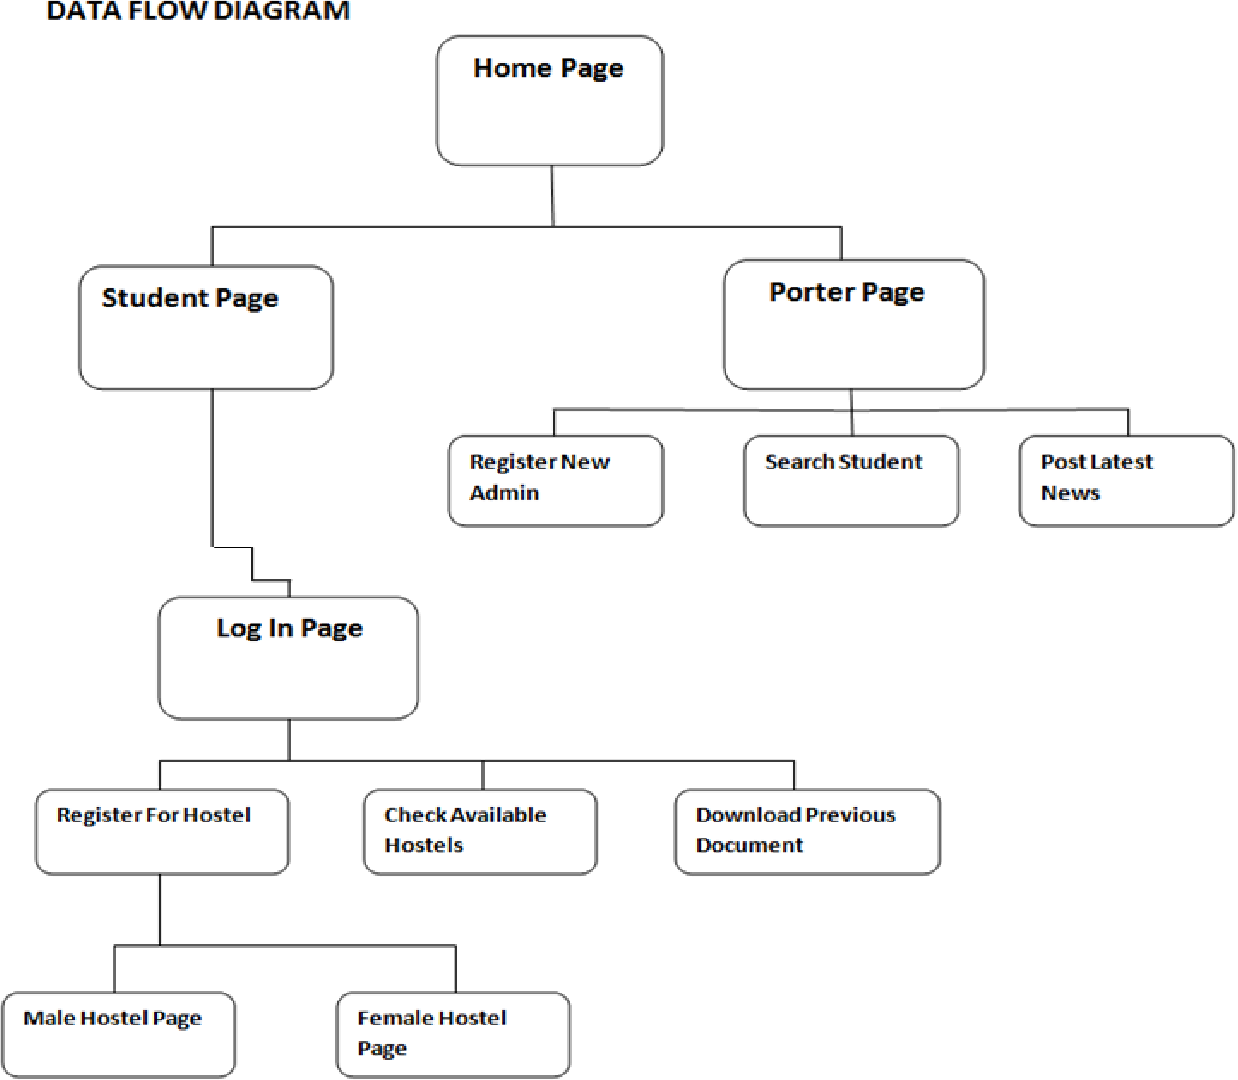 DATA FLOW DIAGRAM
Home Page
Student Page
Porter Page
Register New
Admin
Search Student
Post Latest
News
Log In Page
Register For Hostel
Check Available
Hostels
Download Previous
Document
Male Hostel Page
Female Hostel
Page